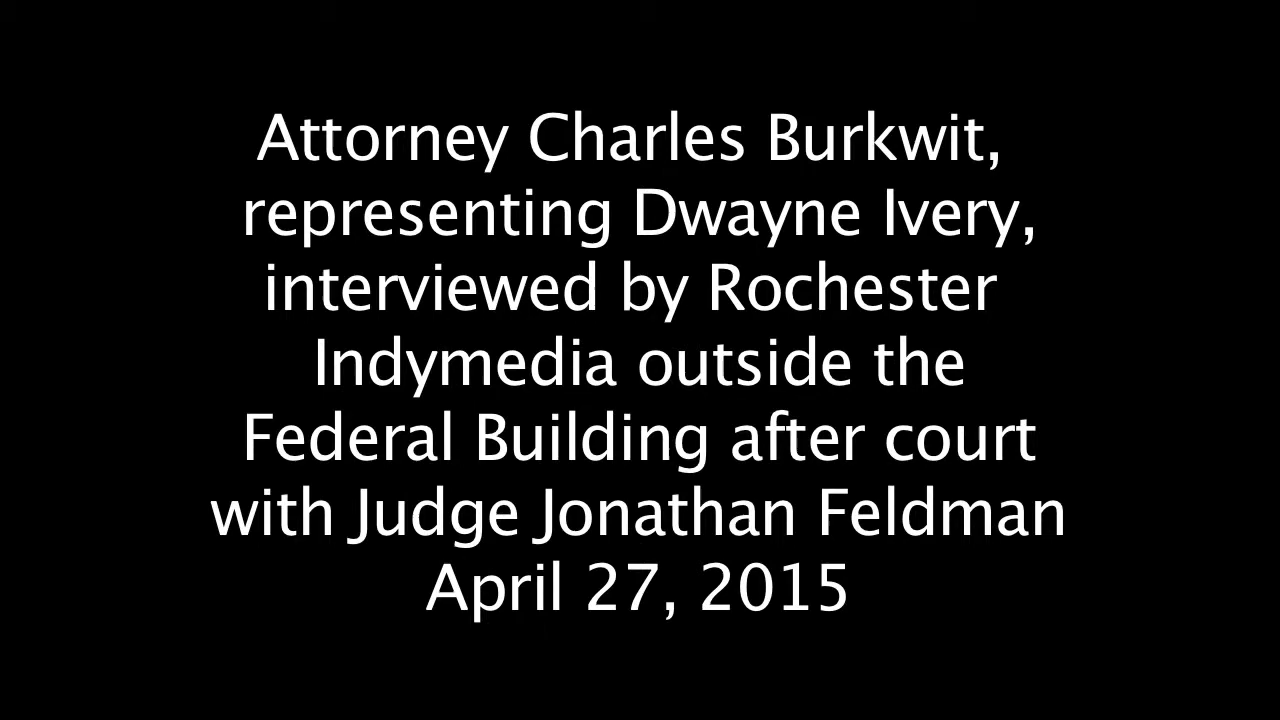 Attorney Charles Burkwit,
representing Dwayne Ivery,
interviewed by Rochester
Indymedia outside the
Federal Building after court
with Judge Jonathan Feldman
April 27, 2015